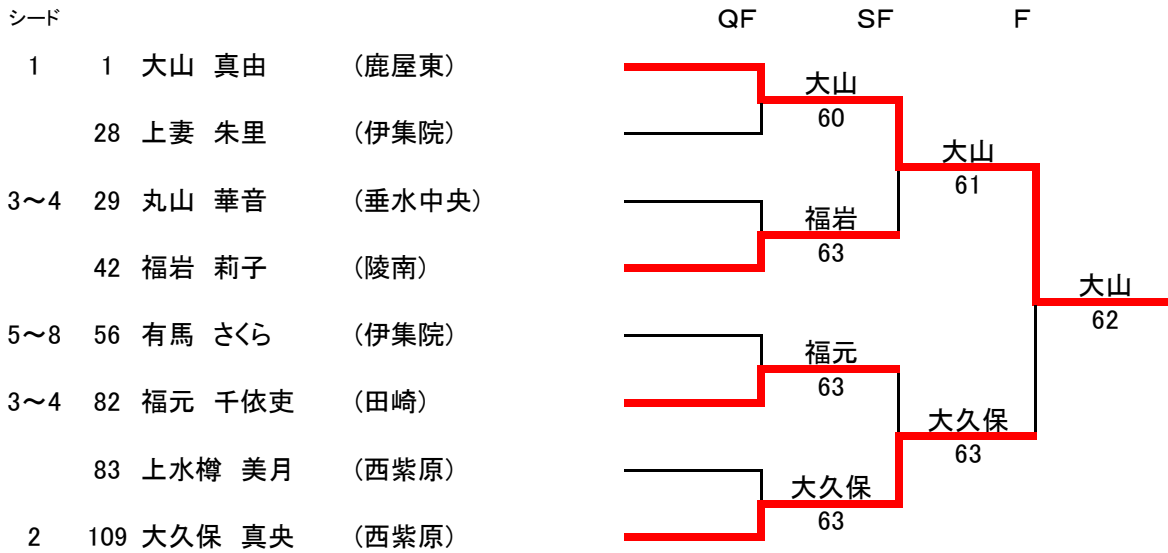 シード QF SF F
1 1 大山 真由 (鹿屋東)
大山
60
28 上妻 朱里 (伊集院)
大山
61
3~4 29 丸山 華音 (垂水中央)
福岩
63
42 福岩 莉子 (陵南)
大山
62
5~8 56 有馬 さくら (伊集院)
福元
63
3~4 82 福元 千依吏 (田崎)
大久保
63
83 上水樽 美月 (西紫原)
大久保
63
2 109 大久保 真央 (西紫原)